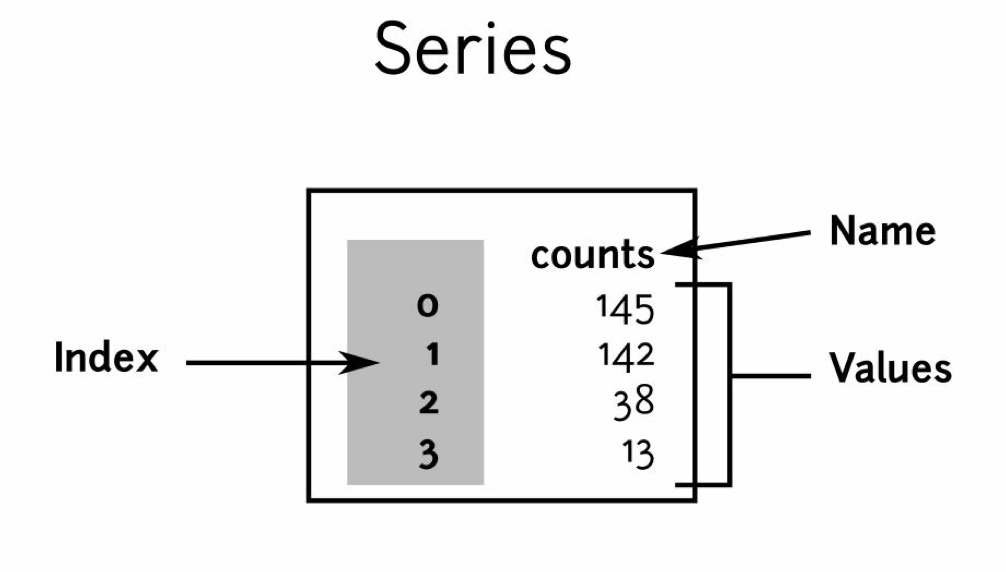 Series
counts
Name
0 145
1 142
2 38
3 13
Index
Values